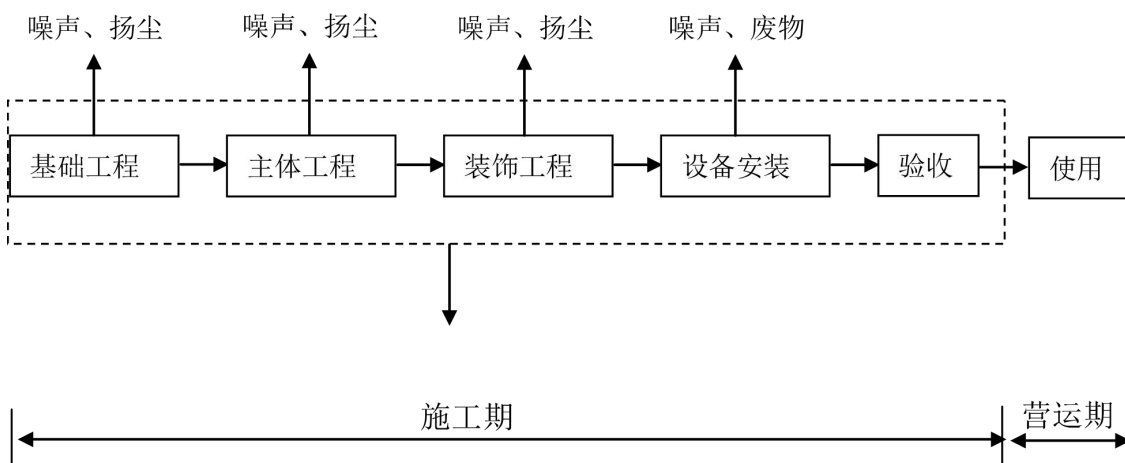 噪声、扬尘
噪声、扬尘
噪声、扬尘
噪声、废物
基础工程
主体工程
装饰工程
设备安装
验收
使用
施工期
营运期